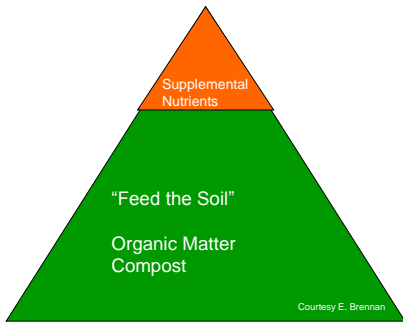 Supplemental
Nutrients
“Feed the Soil”
Organic Matter
Compost
Courtesy E. Brennan